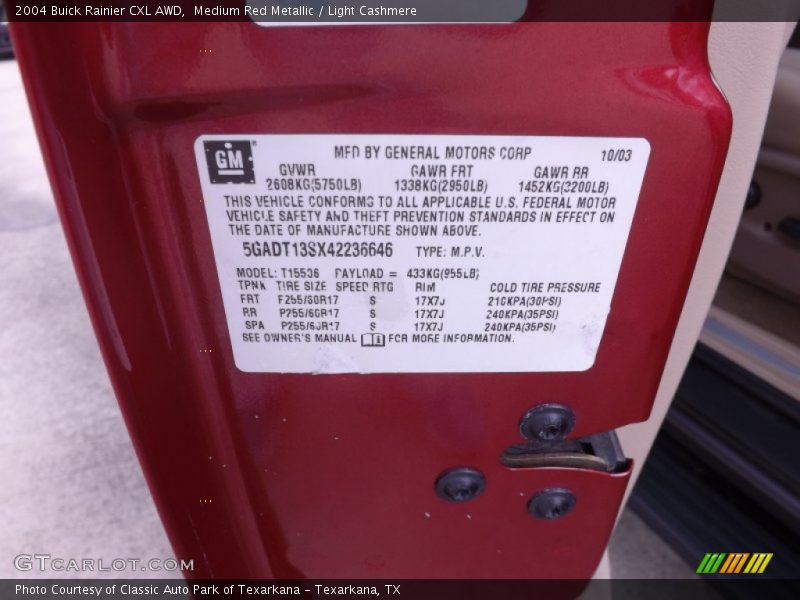 2004 Buick Rainier CXL AWD,  Medium Red Metallic / Light Cashmere
GM
MFD BY GENERAL MOTORS CORP 10/03
GVWR GAWR FRT GAWR RR
2608KG(5750LB) 1338KG(2950LB) 1452KG(3200LB)
THIS VEHICLE CONFORMS TO ALL APPLICABLE U.S. FEDERAL MOTOR
VEHICLE SAFETY AND THEFT PREVENTION STANDARDS IN EFFECT ON
THE DATE OF MANUFACTURE SHOWN ABOVE.
5GADT13SX42236646 TYPE: M.P.V.
MODEL: T15536 PAYLOAD = 433KG(955LB)
TPNK TIRE SIZE SPEED RTG RIM COLD TIRE PRESSURE
FRT P255/60R17 S 17X7J 210KPA(30PSI)
RR P255/60R17 S 17X7J 240KPA(35PSI)
SPA P255/60R17 S 17X7J 240KPA(35PSI)
SEE OWNER'S MANUAL FOR MORE INFORMATION.
GTCARLOT.COM
Photo Courtesy of Classic Auto Park of Texarkana – Texarkana, TX